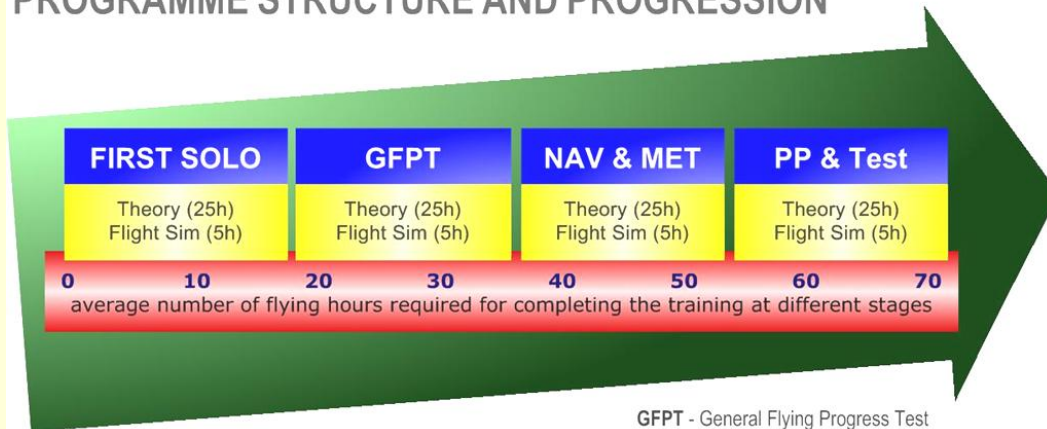 PROGRAMME STRUCTURE AND PROGRESSION
FIRST SOLO
GFPT
NAV & MET
PP & Test
Theory (25h)
Flight Sim (5h)
Theory (25h)
Flight Sim (5h)
Theory (25h)
Flight Sim (5h)
Theory (25h)
Flight Sim (5h)
0 10 20 30 40 50 60 70
average number of flying hours required for completing the training at different stages
GFPT - General Flying Progress Test